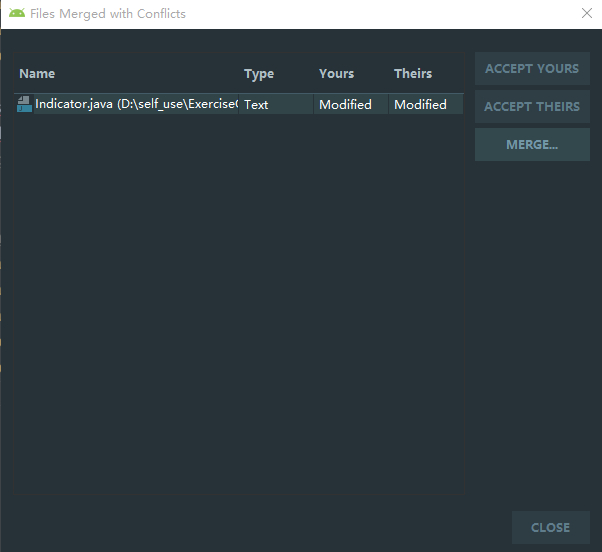 Files Merged with Conflicts
Name Type Yours Theirs
Indicator.java (D:\self_use\Exercise Text Modified Modified
ACCEPT YOURS
ACCEPT THEIRS
MERGE...
CLOSE